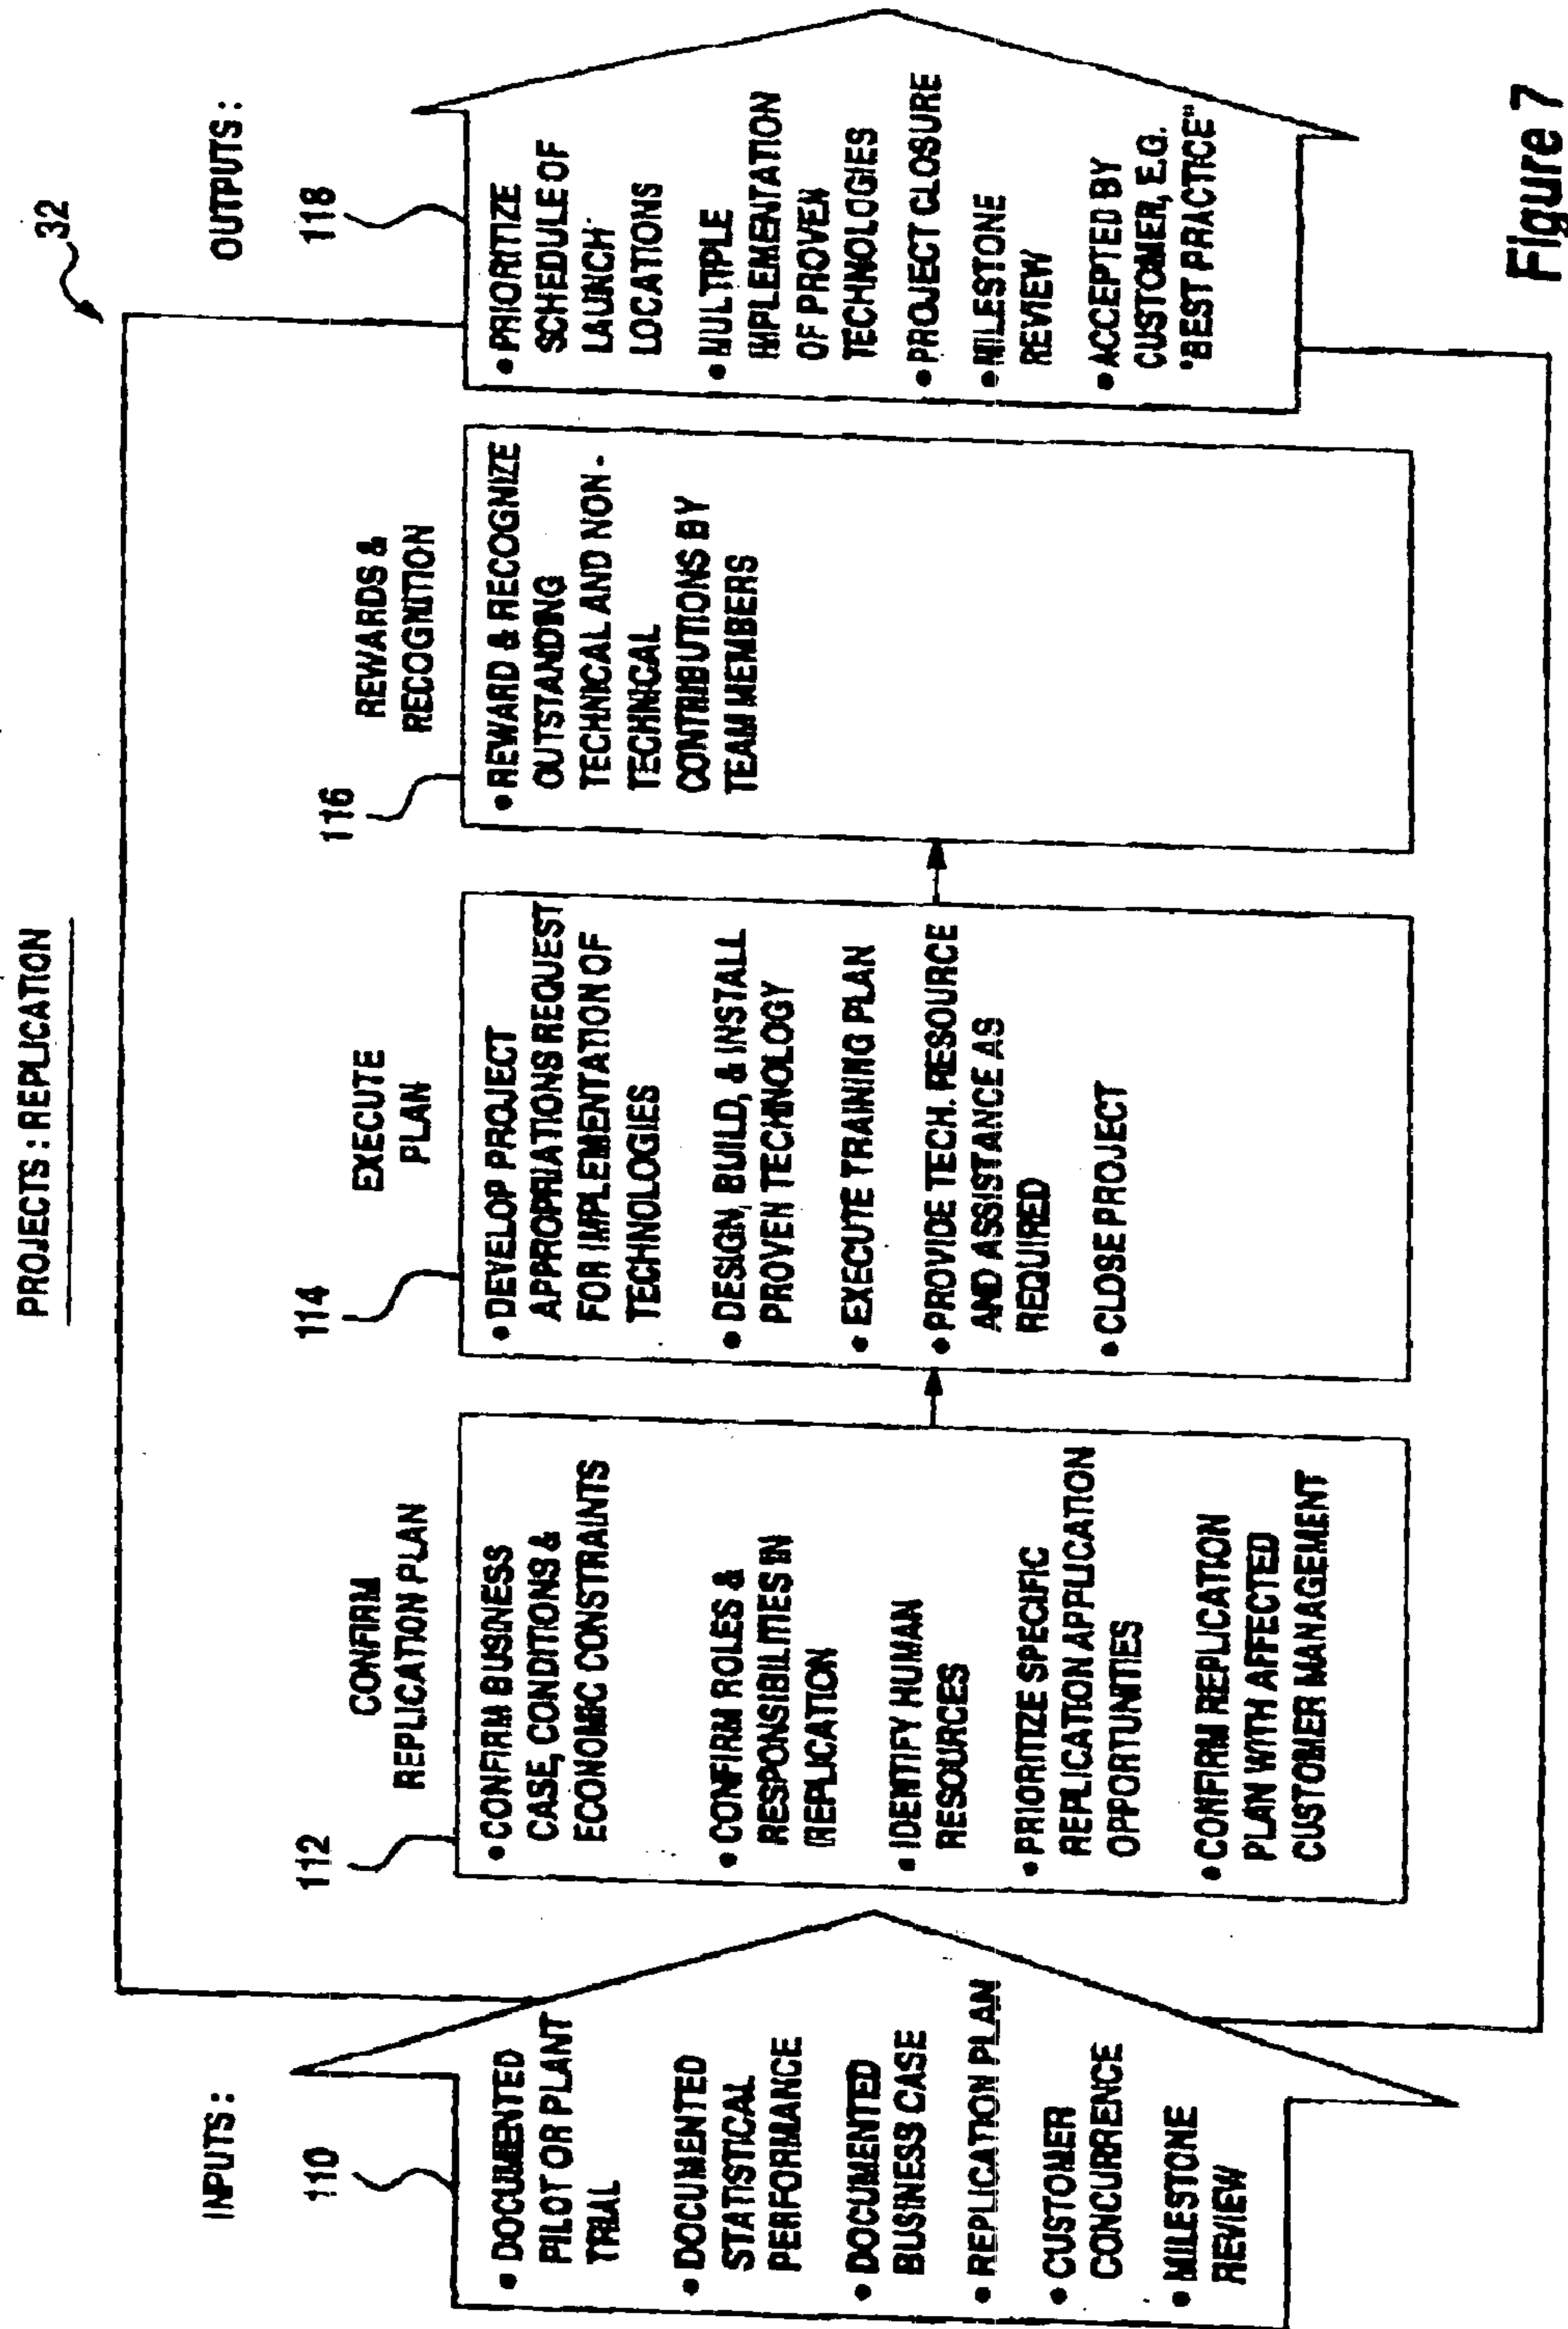 PROJECTS : REPLICATION
32
INPUTS :
110
• DOCUMENTED
PILOT OR PLANT
TRIAL
• DOCUMENTED
STATISTICAL
PERFORMANCE
• DOCUMENTED
BUSINESS CASE
• REPLICATION PLAN
• CUSTOMER
CONCURRENCE
• MILESTONE
REVIEW
CONFIRM
REPLICATION PLAN
112
• CONFIRM BUSINESS
CASE, CONDITIONS &
ECONOMIC CONSTRAINTS
• CONFIRM ROLES &
RESPONSIBILITIES IN
REPLICATION
• IDENTIFY HUMAN
RESOURCES
• PRIORITIZE SPECIFIC
REPLICATION APPLICATION
OPPORTUNITIES
• CONFIRM REPLICATION
PLAN WITH AFFECTED
CUSTOMER MANAGEMENT
EXECUTE
PLAN
114
• DEVELOP PROJECT
APPROPRIATIONS REQUEST
FOR IMPLEMENTATION OF
TECHNOLOGIES
• DESIGN, BUILD, & INSTALL
PROVEN TECHNOLOGY
• EXECUTE TRAINING PLAN
• PROVIDE TECH. RESOURCE
AND ASSISTANCE AS
REQUIRED
• CLOSE PROJECT
REWARDS &
RECOGNITION
116
• REWARD & RECOGNIZE
OUTSTANDING
TECHNICAL AND NON-
TECHNICAL
CONTRIBUTIONS BY
TEAM MEMBERS
OUTPUTS :
118
• PRIORITIZE
SCHEDULE OF
LAUNCH
LOCATIONS
• MULTIPLE
IMPLEMENTATION
OF PROVEN
TECHNOLOGIES
• PROJECT CLOSURE
• MILESTONE
REVIEW
• ACCEPTED BY
CUSTOMER, E.G.
"BEST PRACTICE"
Figure 7